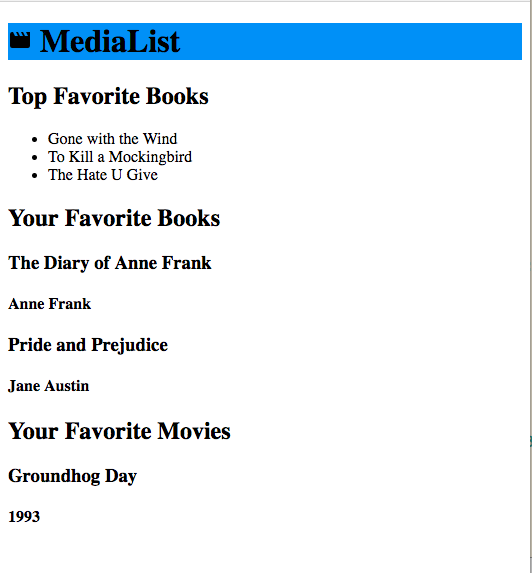 MediaList
Top Favorite Books
Gone with the Wind
To Kill a Mockingbird
The Hate U Give
Your Favorite Books
The Diary of Anne Frank
Anne Frank
Pride and Prejudice
Jane Austin
Your Favorite Movies
Groundhog Day
1993